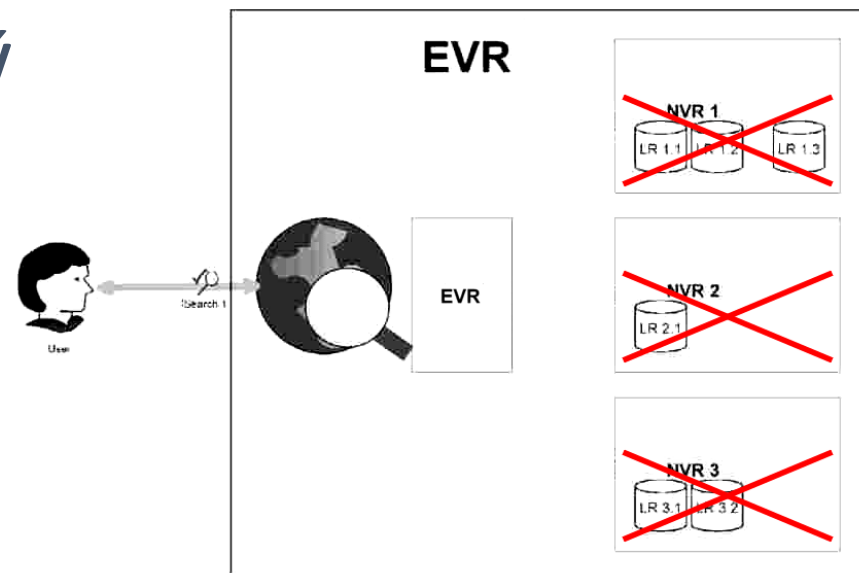 EVR
NVR 1
LR 1.1
LR 1.2
LR 1.3
Search 1
User
EVR
NVR 2
LR 2.1
NVR 3
LR 3.1
LR 3.2